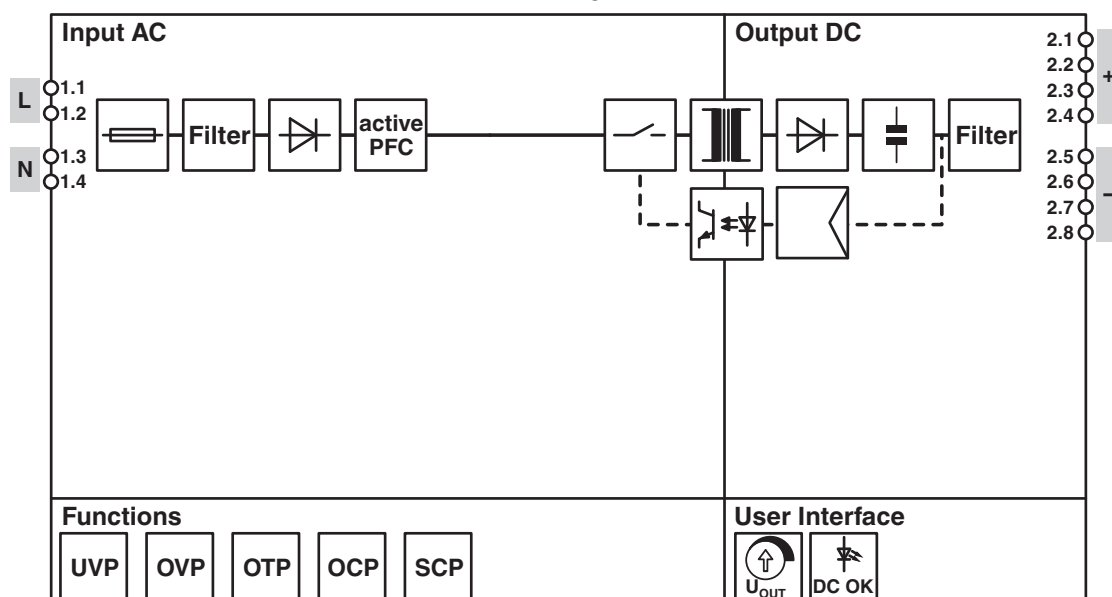 Input AC
Output DC
L
1.1
1.2
N
1.3
1.4
Filter
active
PFC
Filter
2.1
2.2
2.3
2.4
+
2.5
2.6
2.7
2.8
–
Functions
UVP
OVP
OTP
OCP
SCP
User Interface
UOUT
DC OK